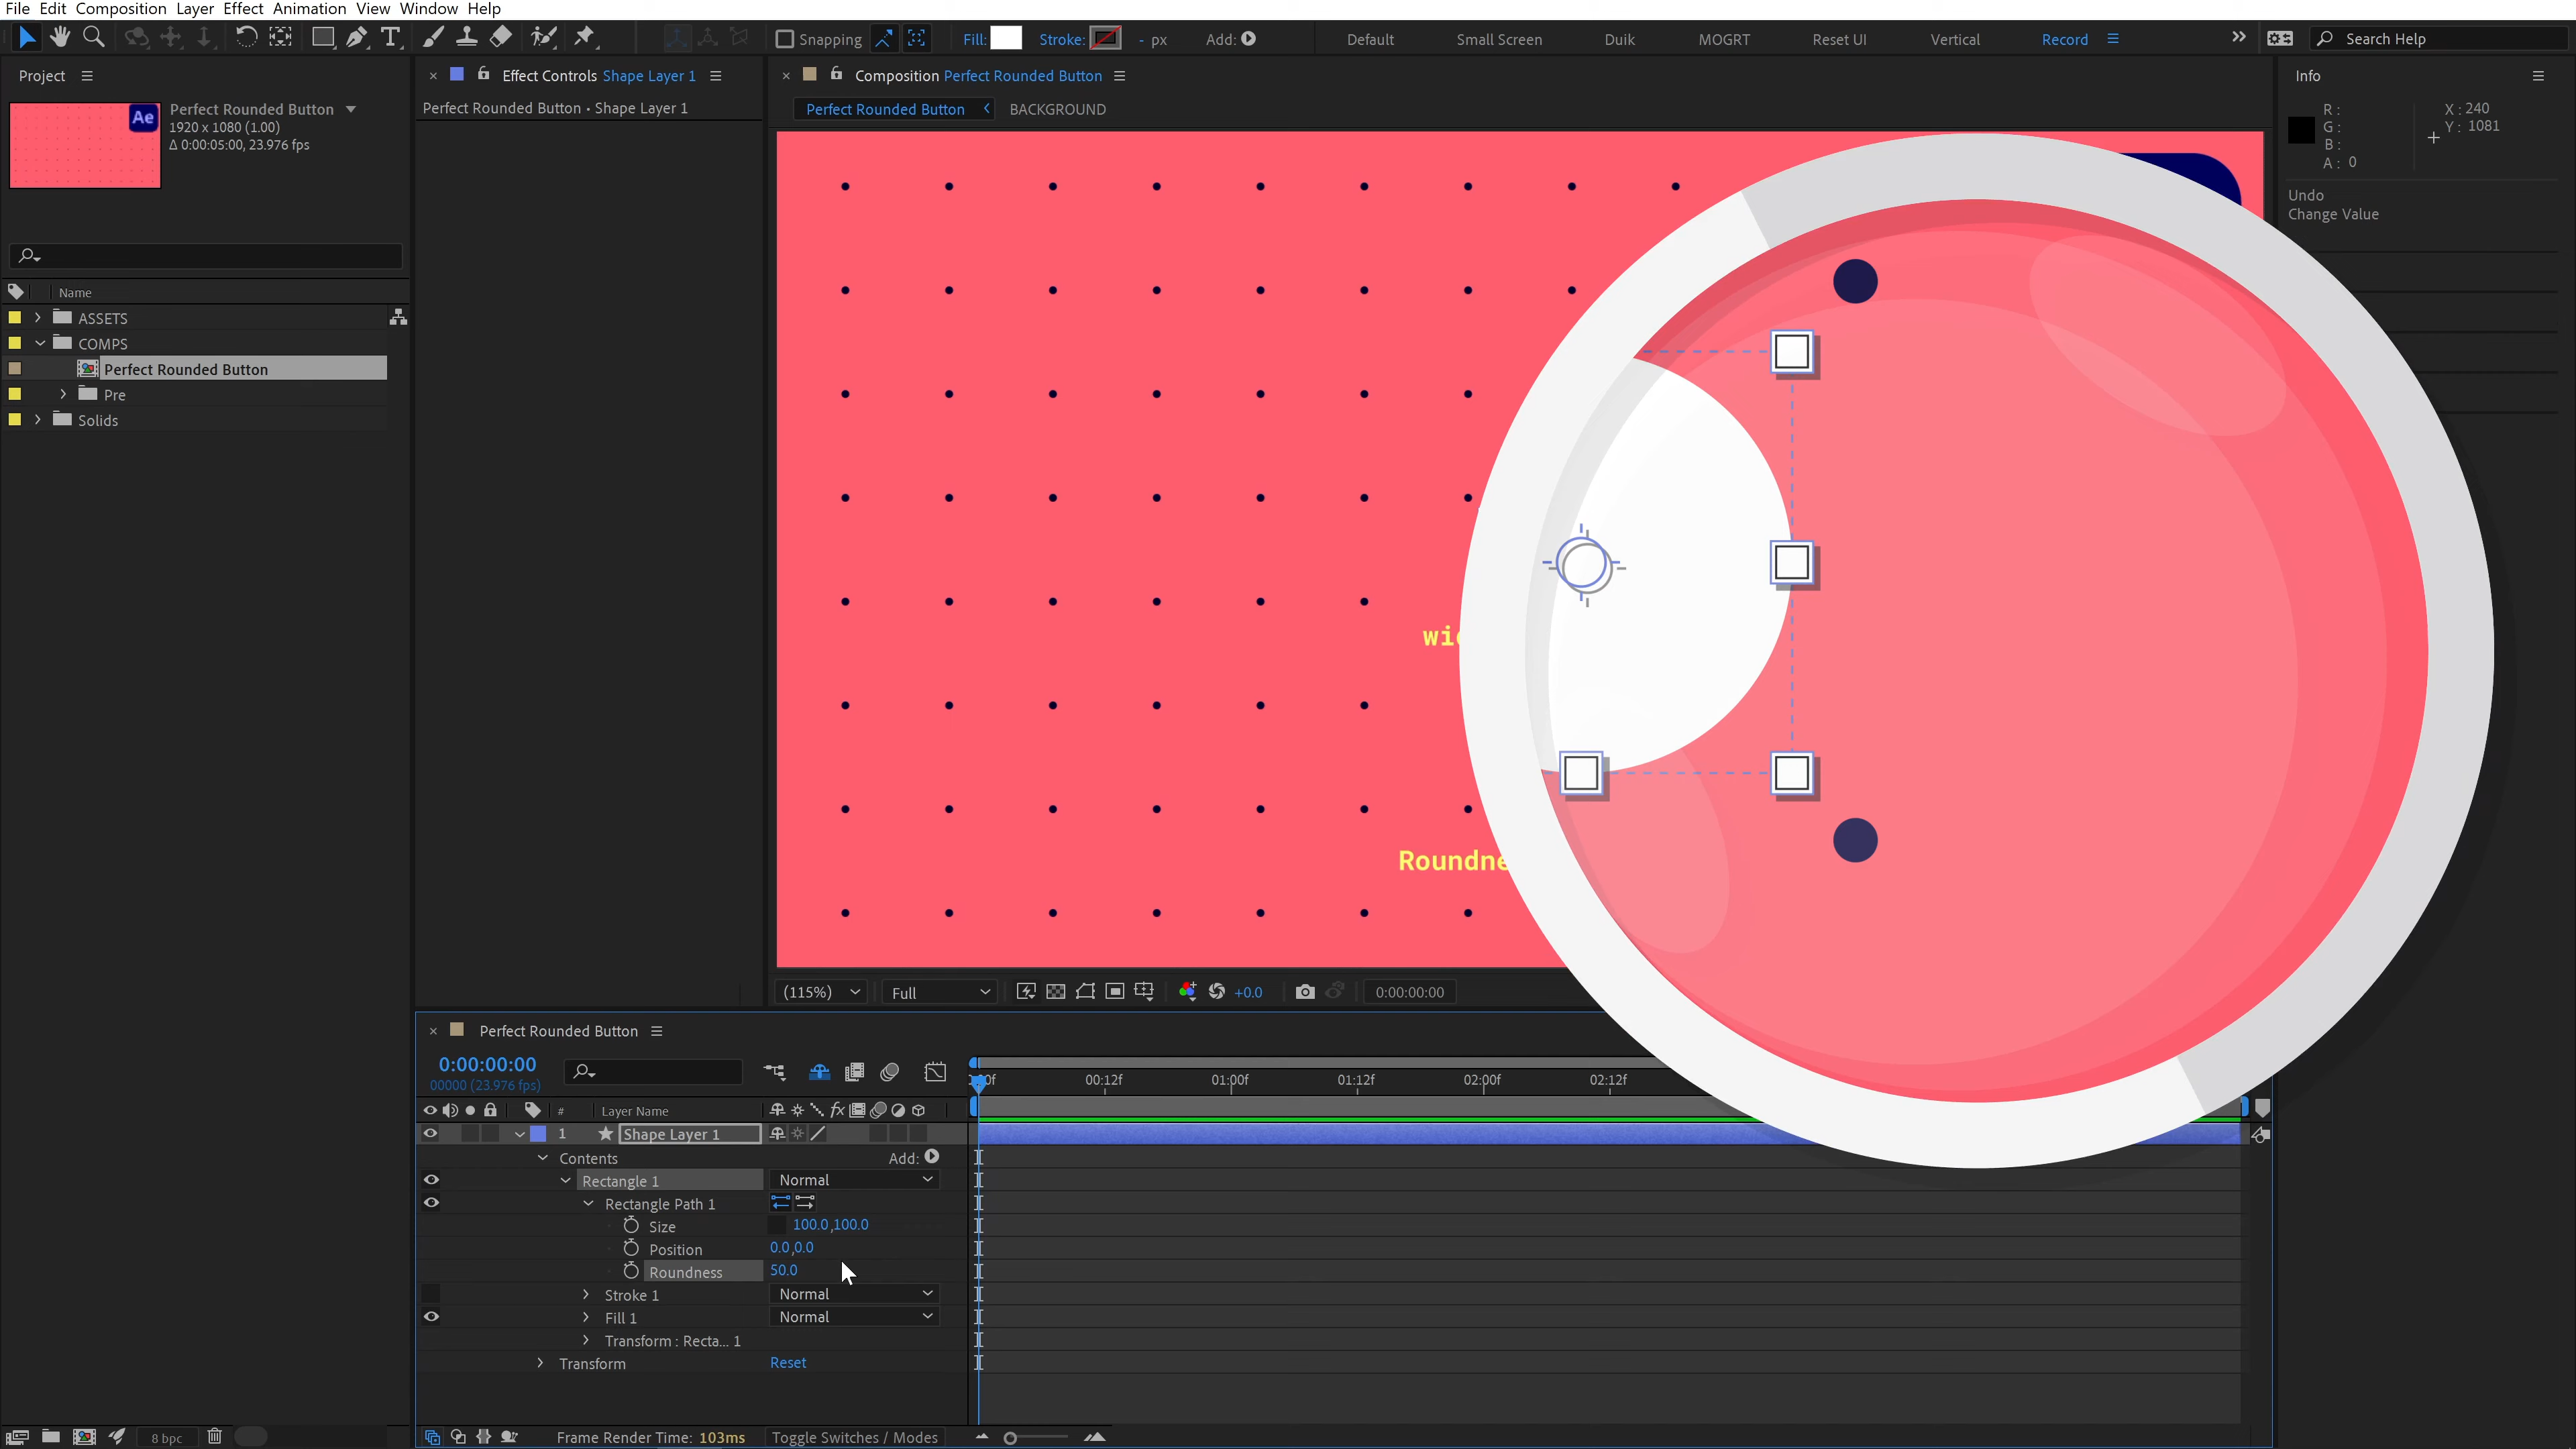 File Edit Composition Layer Effect Animation View Window Help
Snapping Fill: Stroke: - px Add: Default Small Screen Duik MOGRT Reset UI Vertical Record Search Help
Project
Effect Controls Shape Layer 1
Composition Perfect Rounded Button
Info
Perfect Rounded Button • Shape Layer 1
Perfect Rounded Button BACKGROUND
Ae
Perfect Rounded Button
1920 x 1080 (1.00)
Δ 0:00:05:00, 23.976 fps
R :
G :
B :
A : 0
X : 240
Y : 1081
Undo
Change Value
Name
ASSETS
COMPS
Perfect Rounded Button
Pre
Solids
wid
Roundne
(115%) Full +0.0 0:00:00:00
Perfect Rounded Button
0:00:00:00
00000 (23.976 fps)
00f 00:12f 01:00f 01:12f 02:00f 02:12f
# Layer Name fx
1 Shape Layer 1
Contents Add:
Rectangle 1 Normal
Rectangle Path 1
Size 100.0,100.0
Position 0.0,0.0
Roundness 50.0
Stroke 1 Normal
Fill 1 Normal
Transform : Recta... 1
Transform Reset
8 bpc
Frame Render Time: 103ms Toggle Switches / Modes